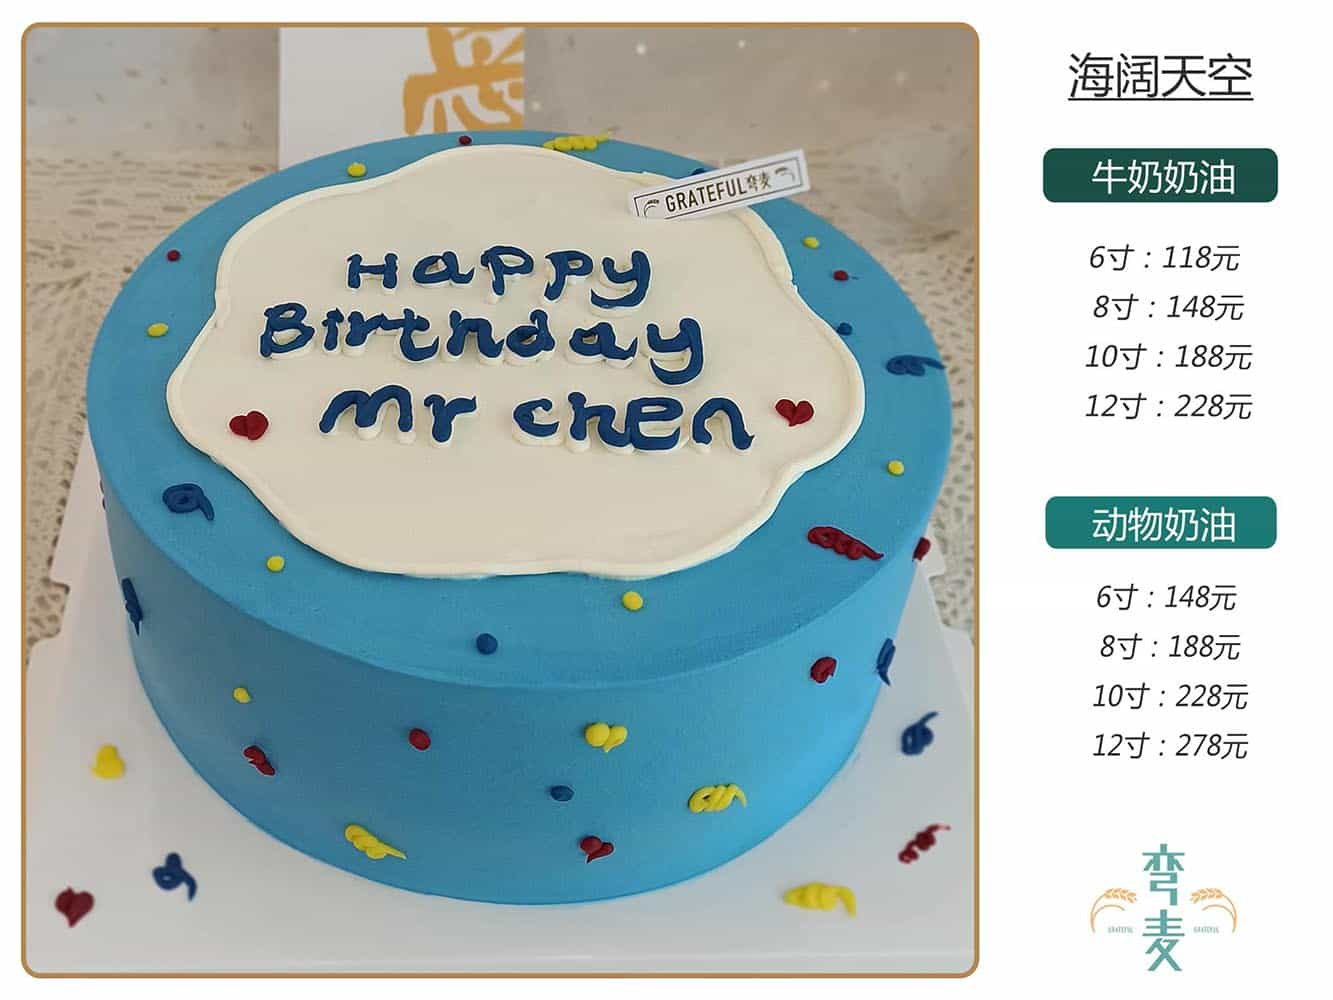 GRATEFUL弯麦
Happy
Birthday
Mr chen
海阔天空
牛奶奶油
6寸：118元
8寸：148元
10寸：188元
12寸：228元
动物奶油
6寸：148元
8寸：188元
10寸：228元
12寸：278元
弯麦
GRATEFUL GRATEFUL